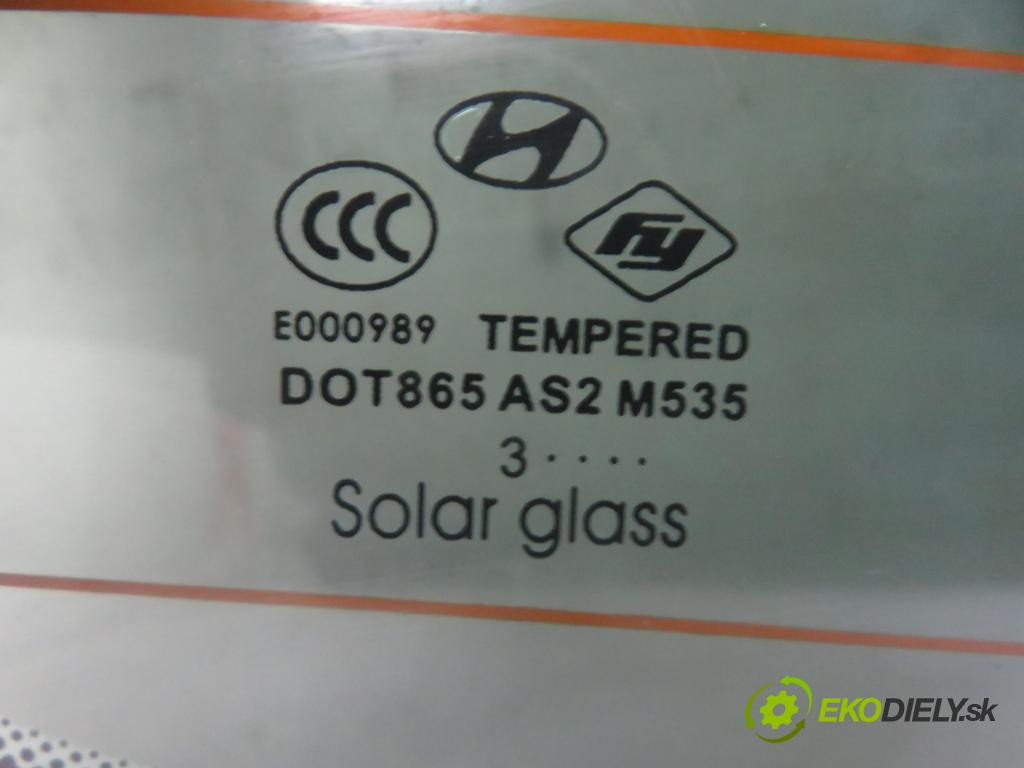 CCC
FY
E000989 TEMPERED
DOT865 AS2 M535
3 ····
Solar glass
EKODIELY.sk